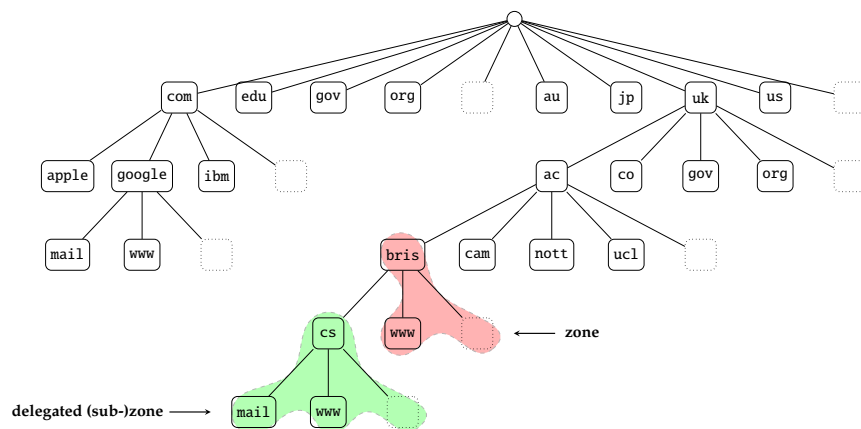 com edu gov org au jp uk us
apple google ibm ac co gov org
mail www bris cam nott ucl
cs www zone
delegated (sub-)zone mail www